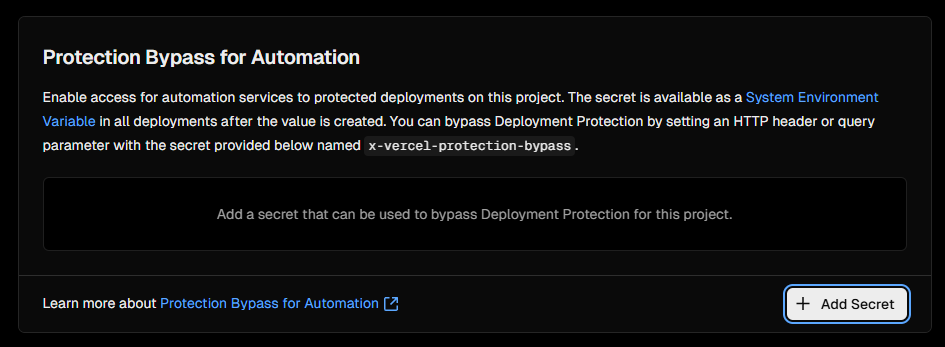 Protection Bypass for Automation
Enable access for automation services to protected deployments on this project. The secret is available as a System Environment
Variable in all deployments after the value is created. You can bypass Deployment Protection by setting an HTTP header or query
parameter with the secret provided below named x-vercel-protection-bypass.
Add a secret that can be used to bypass Deployment Protection for this project.
Learn more about Protection Bypass for Automation
+ Add Secret